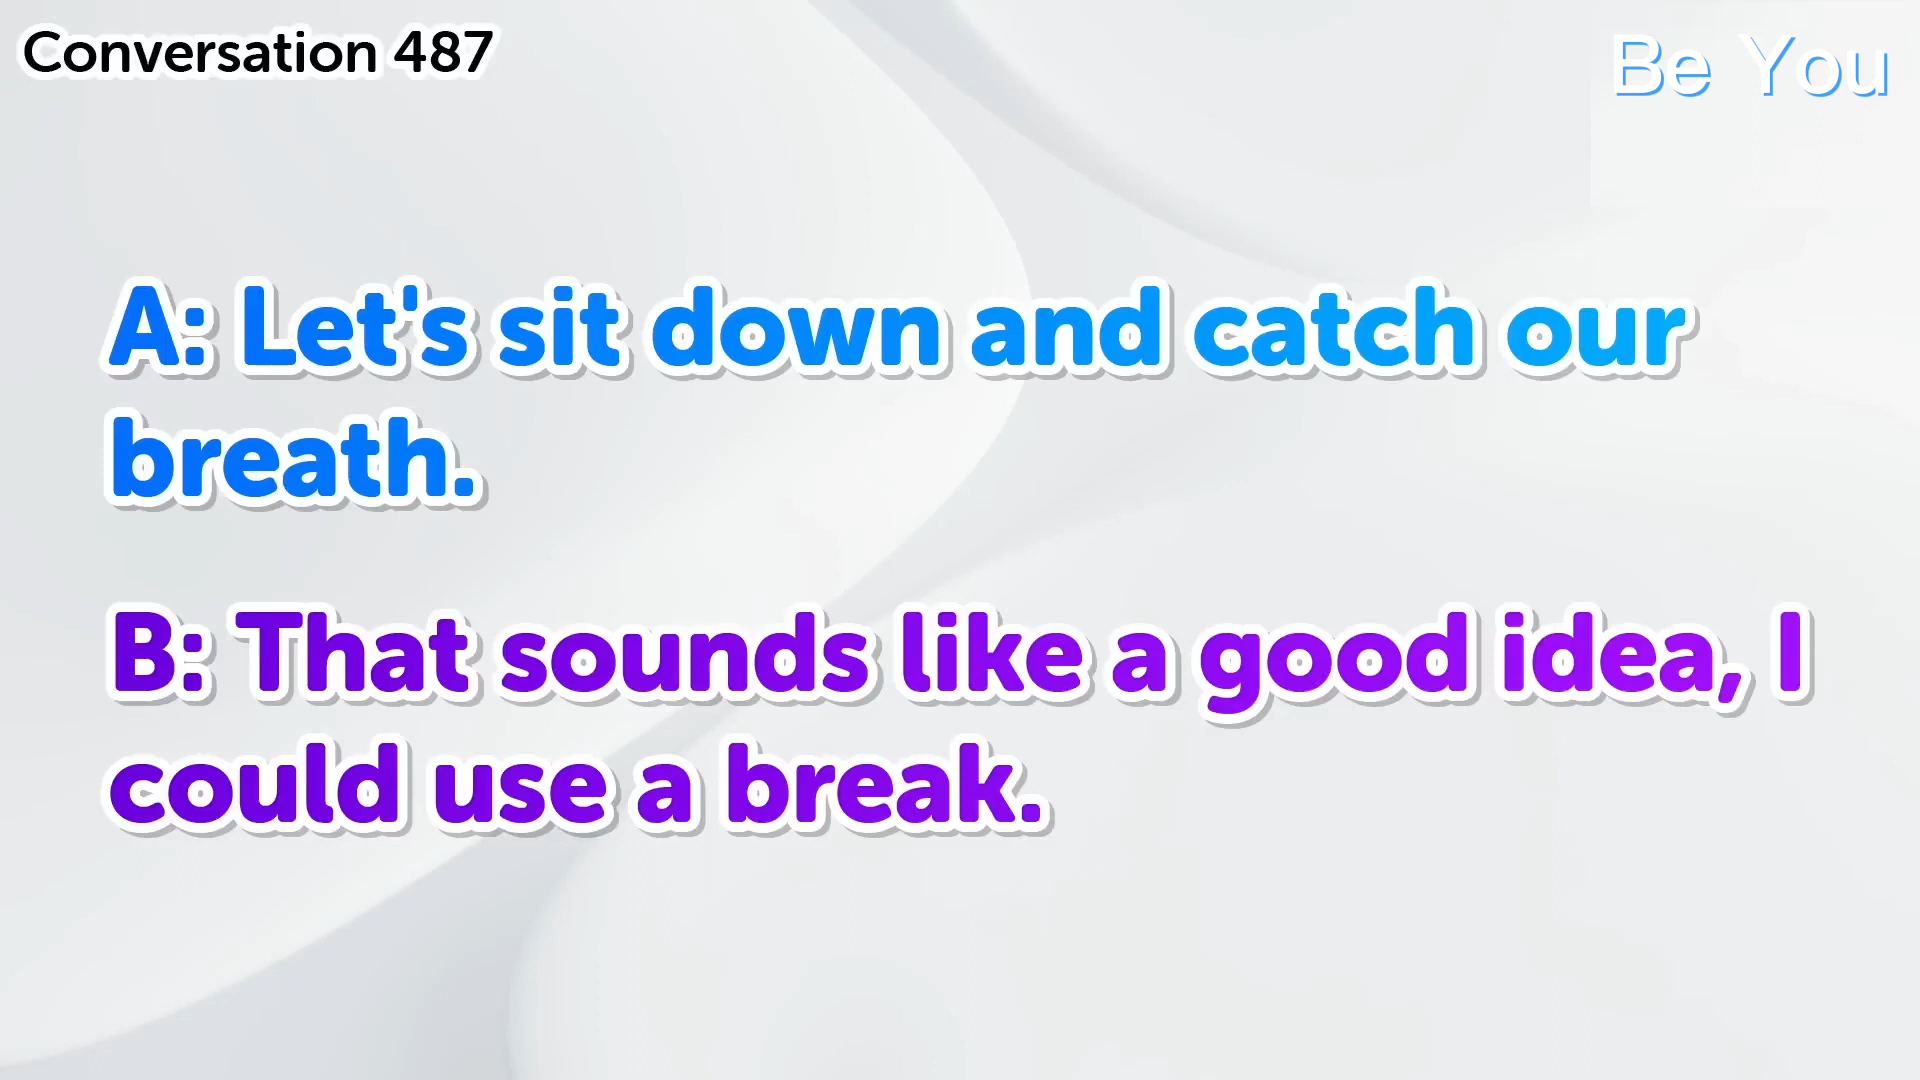 Conversation 487
Be You
A: Let's sit down and catch our
breath.
B: That sounds like a good idea, I
could use a break.